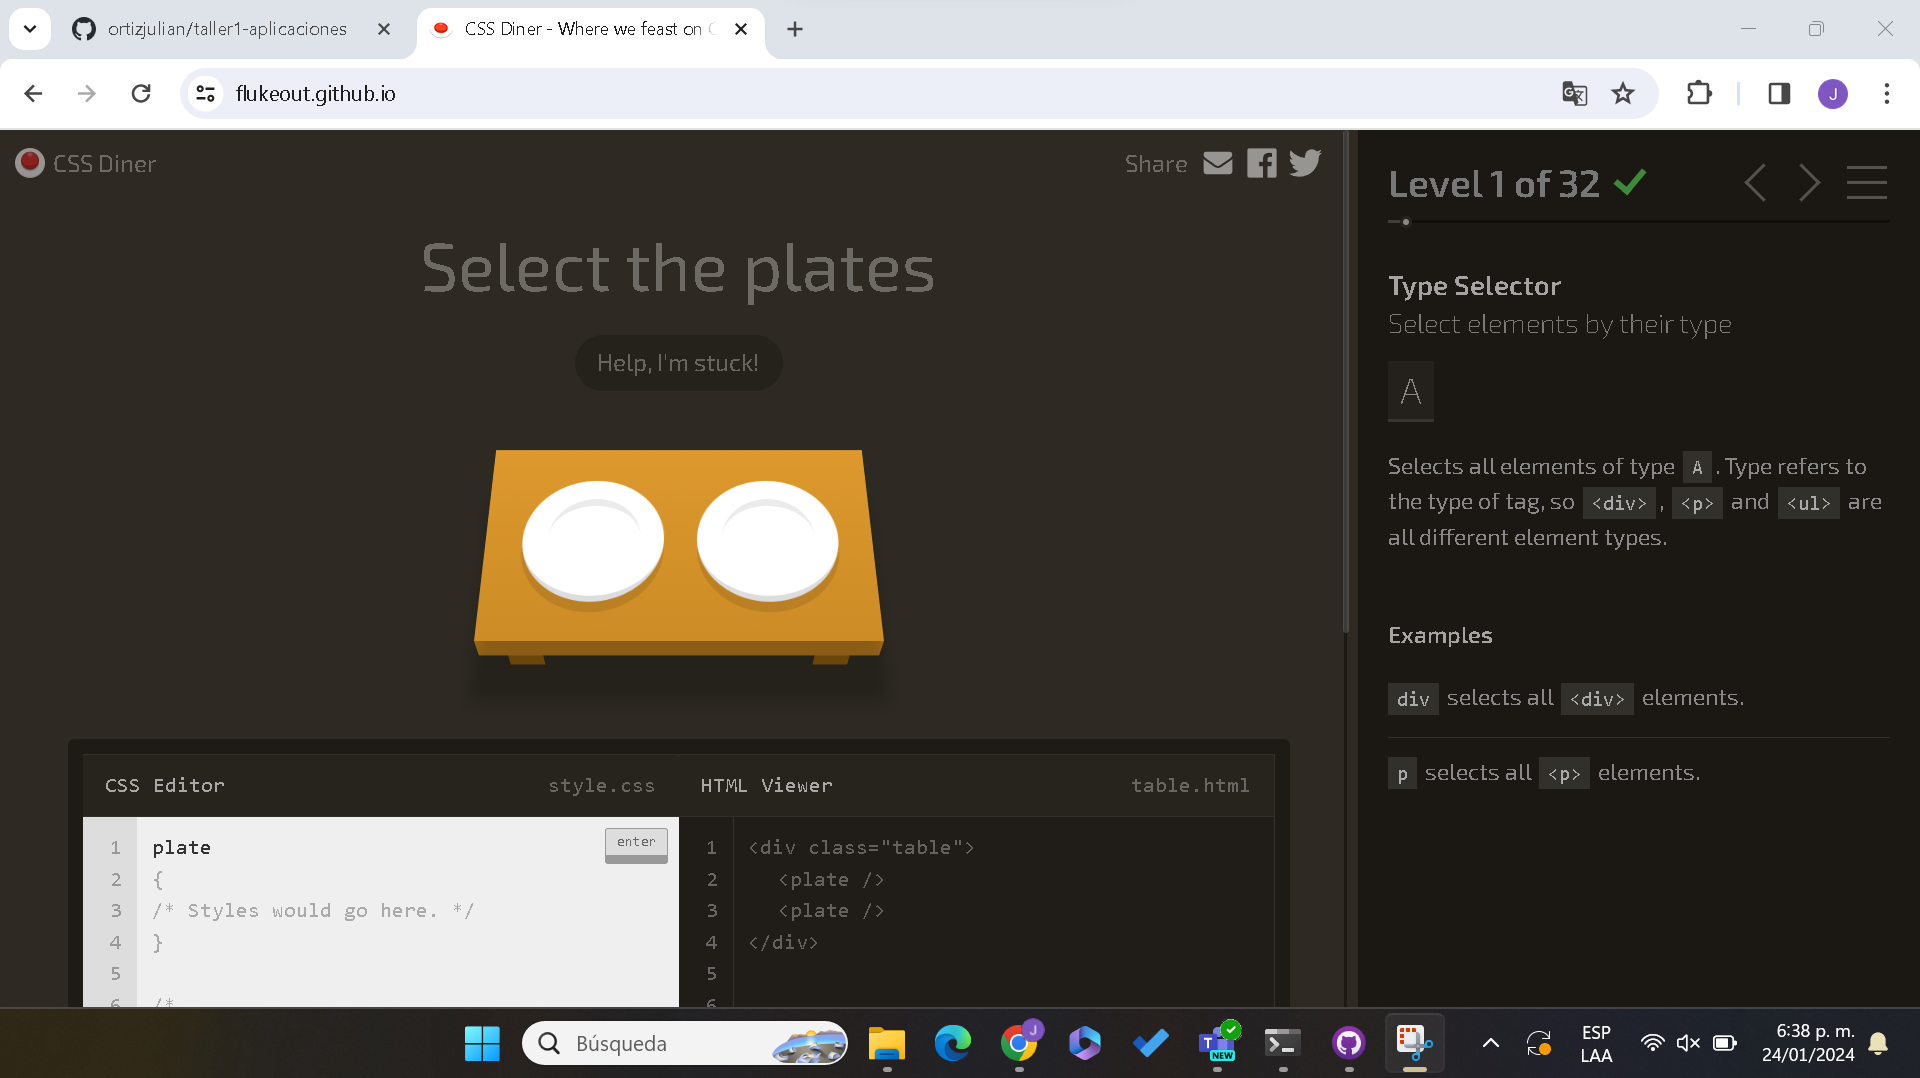 ortizjulian/taller1-aplicaciones
CSS Diner - Where we feast on
flukeout.github.io
J
CSS Diner
Share
Level 1 of 32
Select the plates
Help, I'm stuck!
Type Selector
Select elements by their type
A
Selects all elements of type A . Type refers to
the type of tag, so <div> , <p> and <ul> are
all different element types.
Examples
div selects all <div> elements.
p selects all <p> elements.
CSS Editor style.css
1 plate
2 {
3 /* Styles would go here. */
4 }
5
6 /*
enter
HTML Viewer table.html
1 <div class="table">
2 <plate />
3 <plate />
4 </div>
5
6
Búsqueda
J
T
NEW
ESP
LAA
6:38 p. m.
24/01/2024